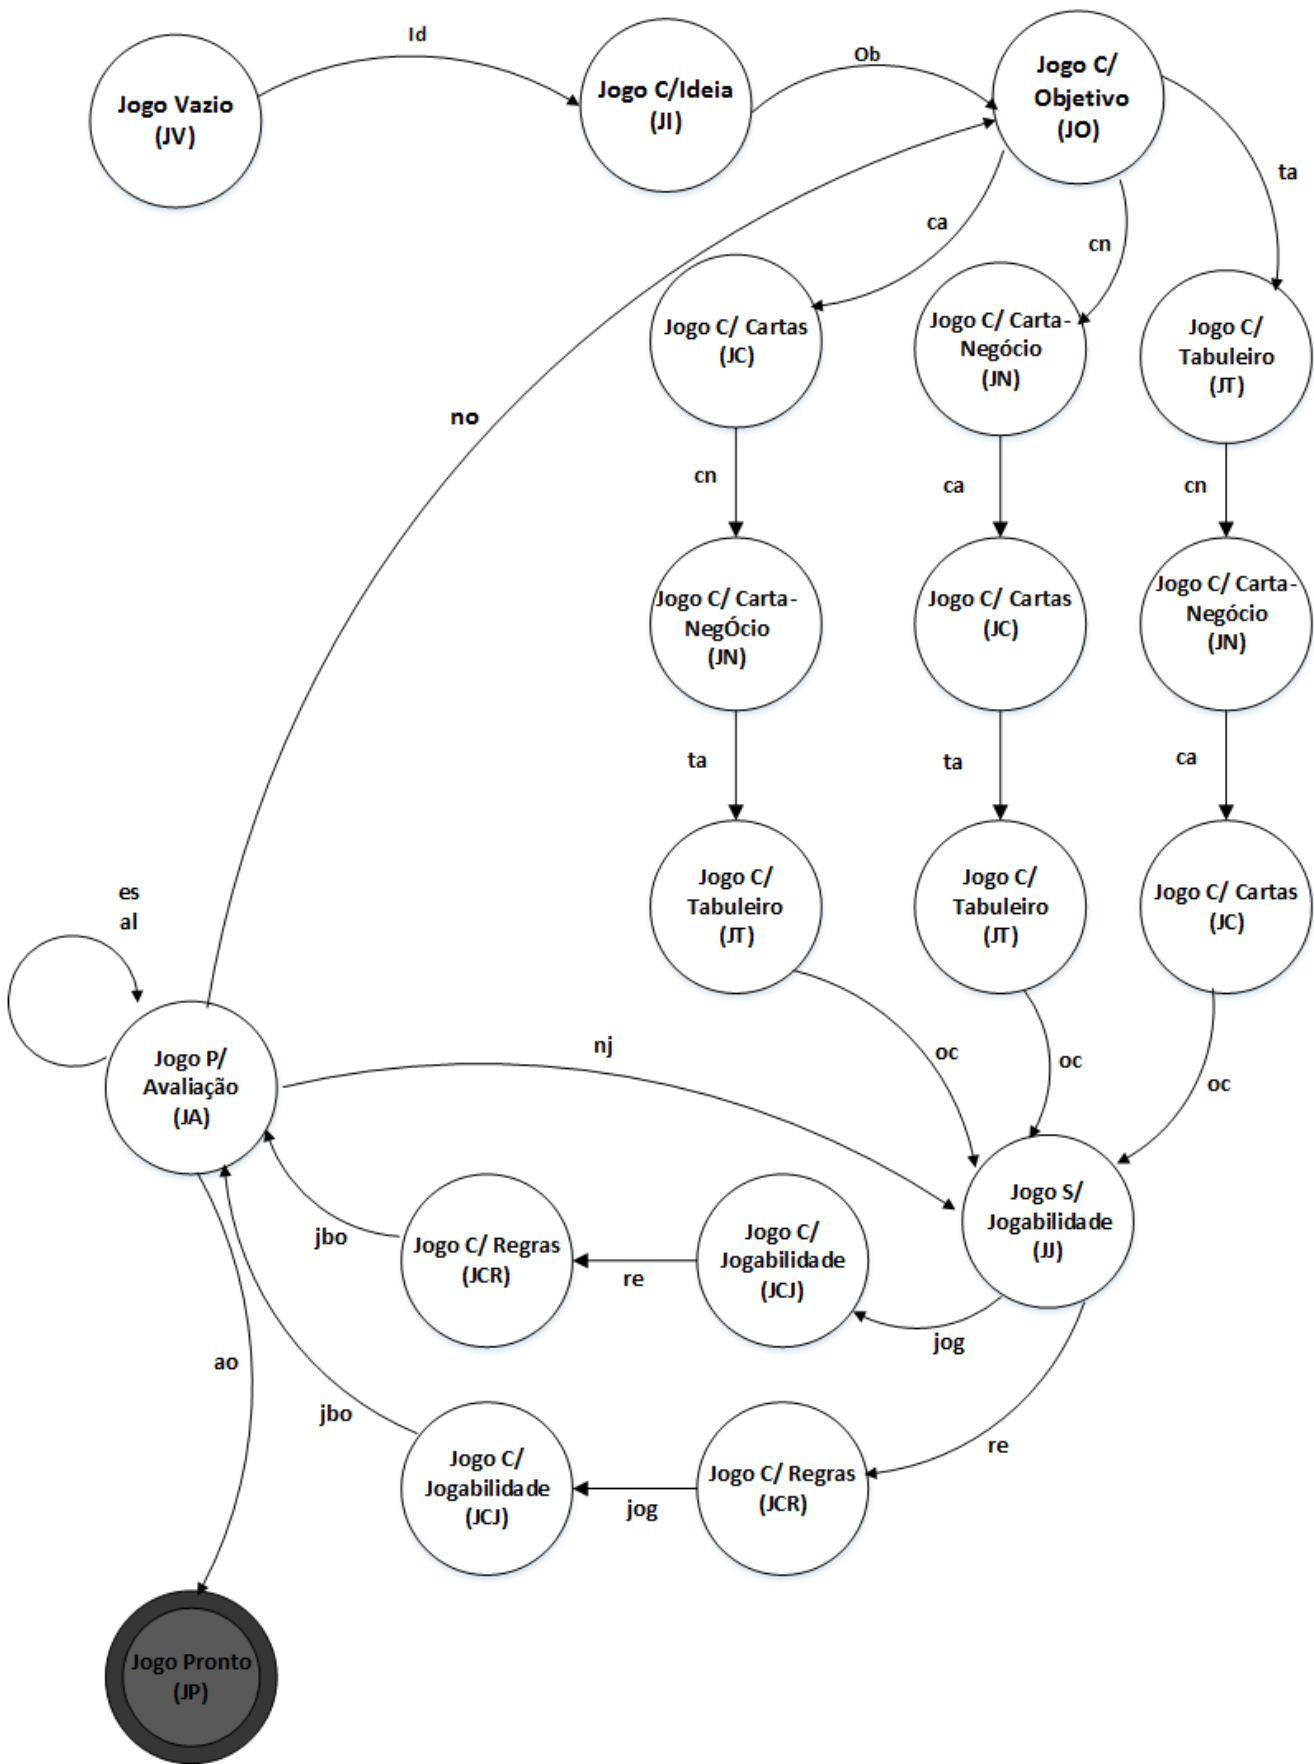 Id
Jogo Vazio
(JV)
Jogo C/Ideia
(JI)
Ob
Jogo C/
Objetivo
(JO)
ta
ca
cn
Jogo C/ Cartas
(JC)
Jogo C/ Carta-
Negócio
(JN)
Jogo C/
Tabuleiro
(JT)
no
cn
ca
cn
Jogo C/ Carta-
NegÓcio
(JN)
Jogo C/ Cartas
(JC)
Jogo C/ Carta-
Negócio
(JN)
ta
ta
ca
Jogo C/
Tabuleiro
(JT)
Jogo C/
Tabuleiro
(JT)
Jogo C/ Cartas
(JC)
es
al
Jogo P/
Avaliação
(JA)
nj
oc
oc
oc
Jogo S/
Jogabilidade
(JJ)
jbo
Jogo C/ Regras
(JCR)
re
Jogo C/
Jogabilidade
(JCJ)
jog
ao
jbo
Jogo C/
Jogabilidade
(JCJ)
jog
Jogo C/ Regras
(JCR)
re
Jogo Pronto
(JP)